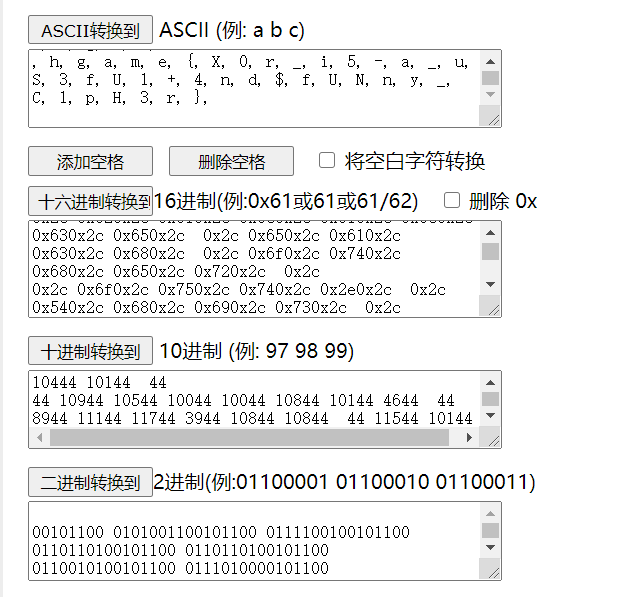 ASCII转换到 ASCII (例: a b c)
, h, g, a, m, e, {, X, 0, r, _, i, 5, -, a, _, u,
S, 3, f, U, 1, +, 4, n, d, $, f, U, N, n, y, _,
C, 1, p, H, 3, r, },
添加空格 删除空格 将空白字符转换
十六进制转换到 16进制(例:0x61或61或61/62) 删除 0x
0x630x2c 0x650x2c  0x2c 0x650x2c 0x610x2c
0x630x2c 0x680x2c  0x2c 0x6f0x2c 0x740x2c
0x680x2c 0x650x2c 0x720x2c  0x2c
0x2c 0x6f0x2c 0x750x2c 0x740x2c 0x2e0x2c  0x2c
0x540x2c 0x680x2c 0x690x2c 0x730x2c  0x2c
十进制转换到 10进制 (例: 97 98 99)
10444 10144  44
44 10944 10544 10044 10044 10844 10144 4644  44
8944 11144 11744 3944 10844 10844  44 11544 10144
二进制转换到 2进制(例:01100001 01100010 01100011)
00101100 0101001100101100 0111100100101100
0110110100101100 0110110100101100
0110010100101100 0111010000101100